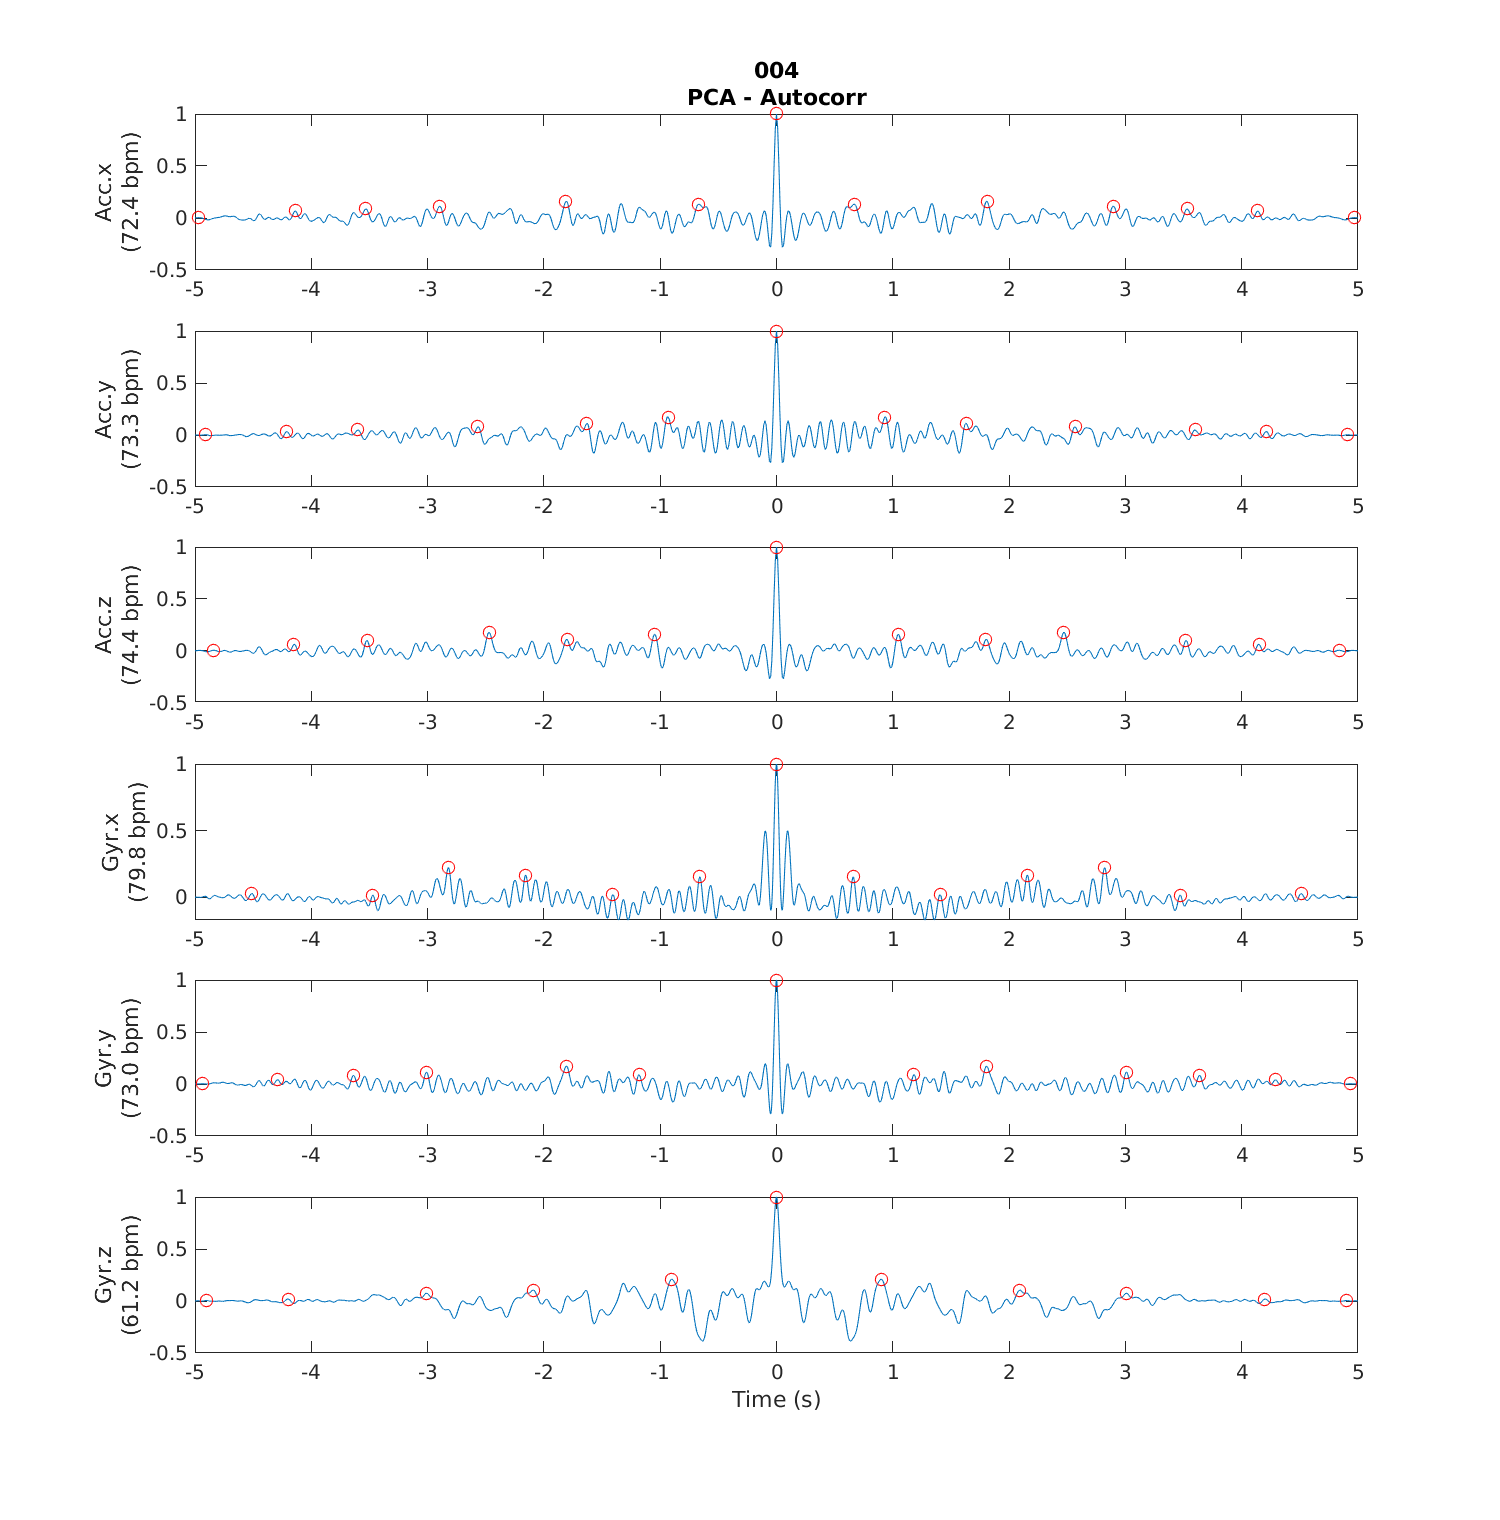 004
PCA - Autocorr
Acc.x
(72.4 bpm)
1
0.5
0
-0.5
-5 -4 -3 -2 -1 0 1 2 3 4 5
Acc.y
(73.3 bpm)
1
0.5
0
-0.5
-5 -4 -3 -2 -1 0 1 2 3 4 5
Acc.z
(74.4 bpm)
1
0.5
0
-0.5
-5 -4 -3 -2 -1 0 1 2 3 4 5
Gyr.x
(79.8 bpm)
1
0.5
0
-5 -4 -3 -2 -1 0 1 2 3 4 5
Gyr.y
(73.0 bpm)
1
0.5
0
-0.5
-5 -4 -3 -2 -1 0 1 2 3 4 5
Gyr.z
(61.2 bpm)
1
0.5
0
-0.5
-5 -4 -3 -2 -1 0 1 2 3 4 5
Time (s)